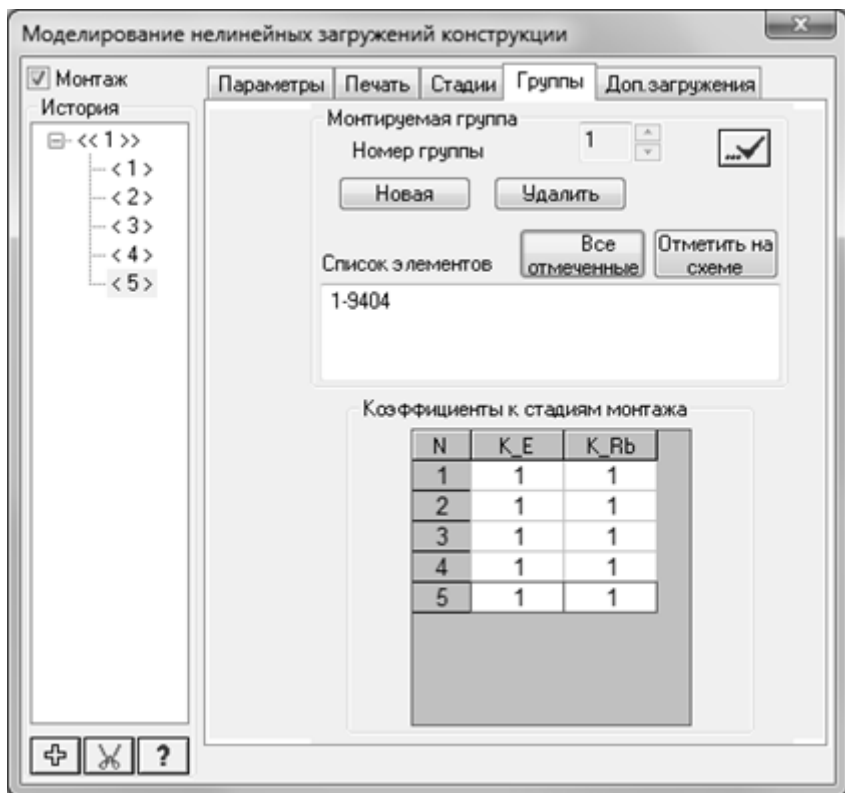 Моделирование нелинейных загружений конструкции
Монтаж
Параметры Печать Стадии Группы Доп.загружения
История
<< 1 >>
< 1 >
< 2 >
< 3 >
< 4 >
< 5 >
Монтируемая группа
Номер группы 1
Новая Удалить
Список элементов
Все отмеченные
Отметить на схеме
1-9404
Коэффициенты к стадиям монтажа
N K_E K_Rb
1 1 1
2 1 1
3 1 1
4 1 1
5 1 1
?